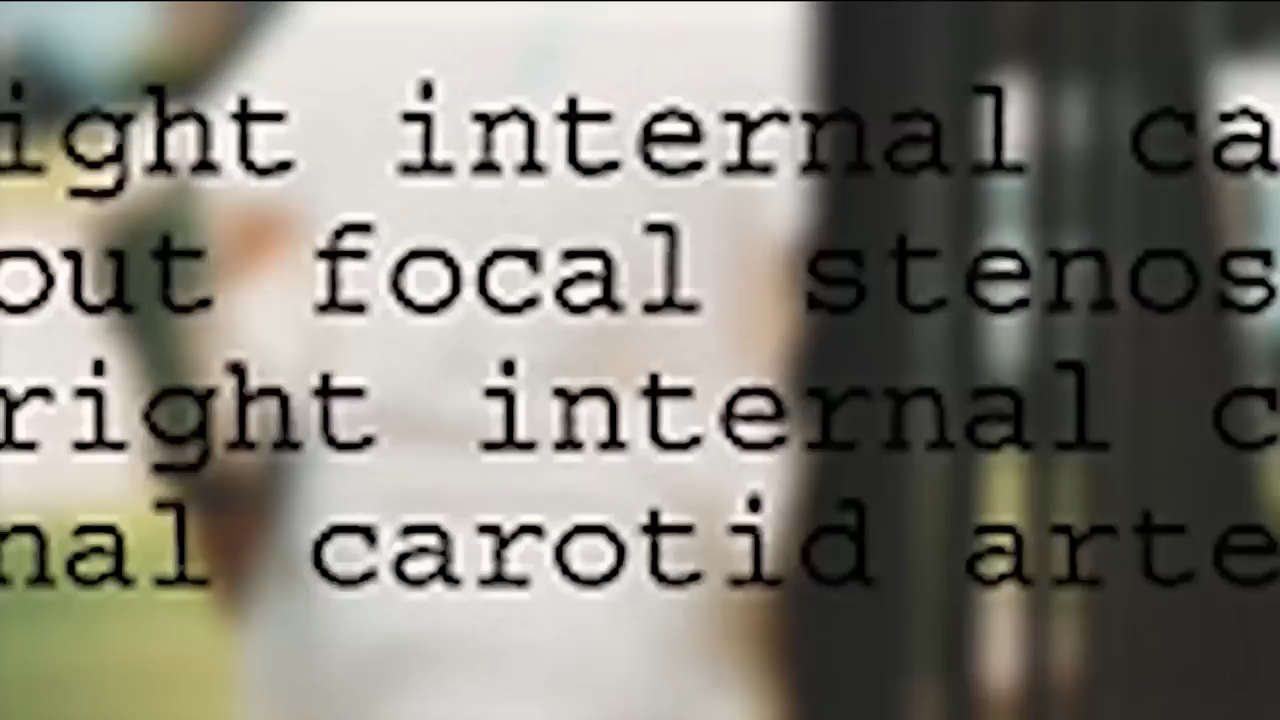 ight internal ca
out focal stenos
right internal c
nal carotid arte